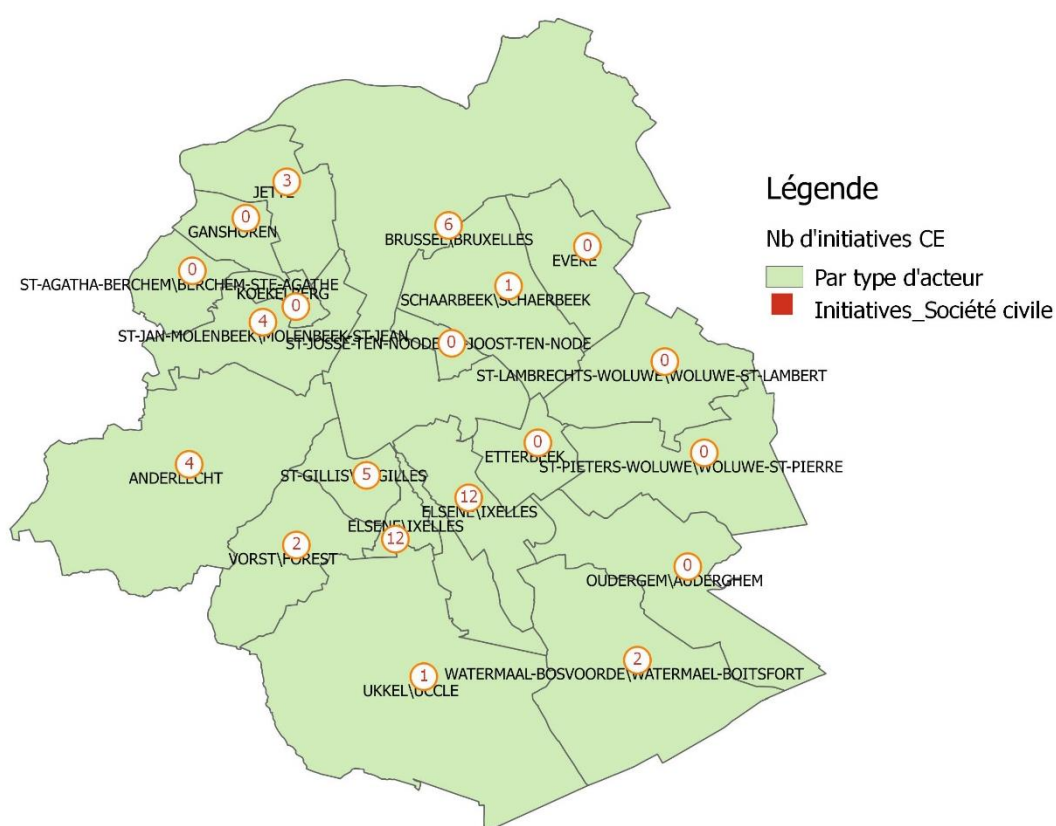 3
JETTE
0
GANSHOREN
6
BRUSSEL\BRUXELLES
0
EVERE
0
ST-AGATHA-BERCHEM\BERCHEM-STE-AGATHE
KOEKELBERG
0
1
SCHAARBEEK\SCHAERBEEK
4
ST-JAN-MOLENBEEK\MOLENBEEK-ST-JEAN
0
ST-JOSSE-TEN-NOODE JOOST-TEN-NODE
0
ST-LAMBRECHTS-WOLUWE\WOLUWE-ST-LAMBERT
0
ETTERBEEK
0
ST-PIETERS-WOLUWE\WOLUWE-ST-PIERRE
4
ANDERLECHT
5
ST-GILLIS\ GILLES
12
ELSENE\IXELLES
ELSENE\IXELLES
12
2
VORST\FOREST
0
OUDERGEM\AUDERGHEM
2
WATERMAAL-BOSVOORDE\WATERMAEL-BOITSFORT
1
UKKEL\UCCLE
Légende
Nb d'initiatives CE
Par type d'acteur
Initiatives_Société civile